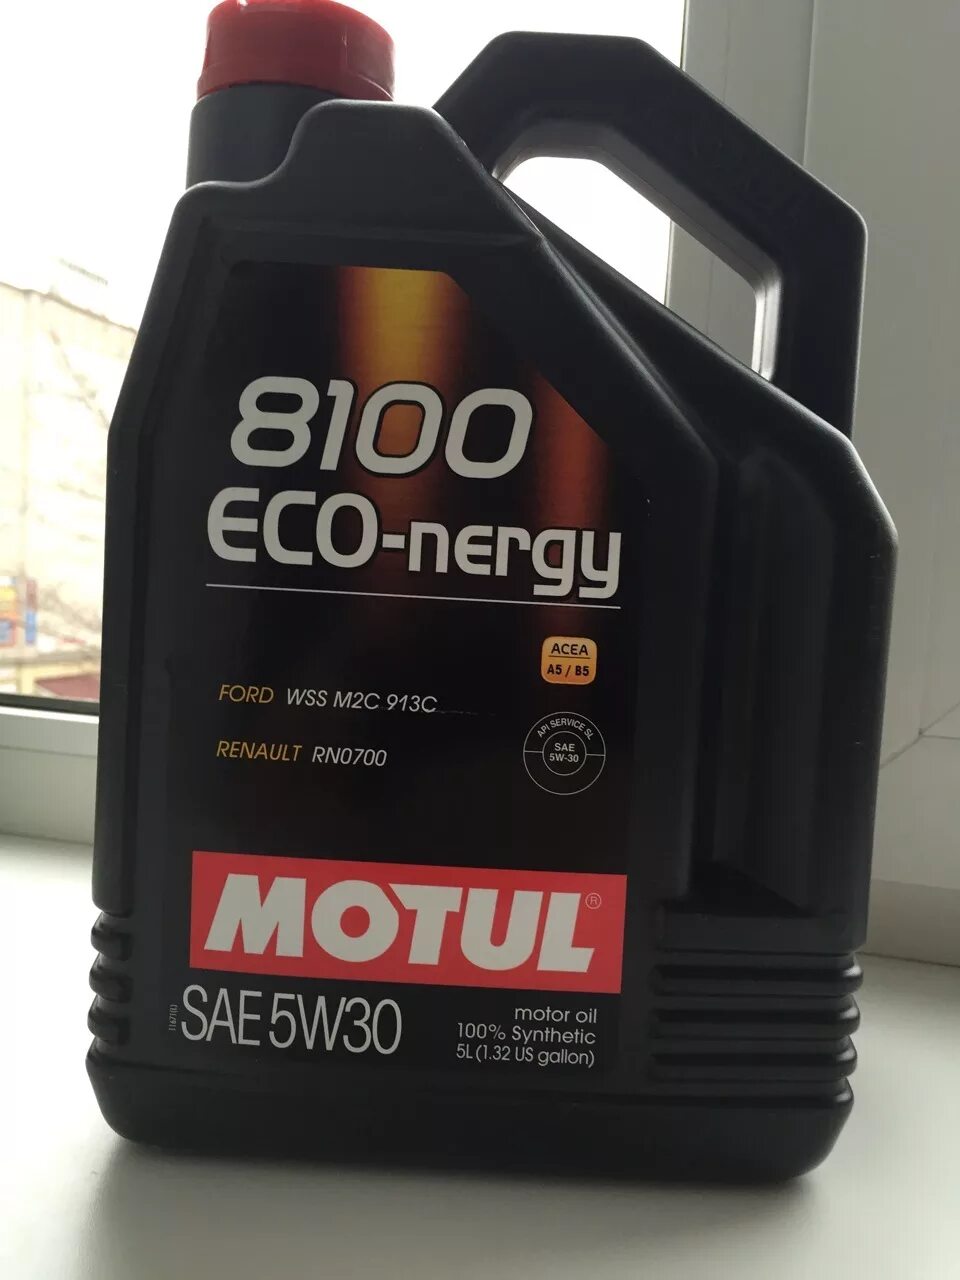 8100
ECO-nergy
ACEA
A5 / B5
FORD WSS M2C 913C
API SERVICE SL
SAE
5W-30
RENAULT RN0700
MOTUL®
SAE 5W30
motor oil
100% Synthetic
5L (1.32 US gallon)